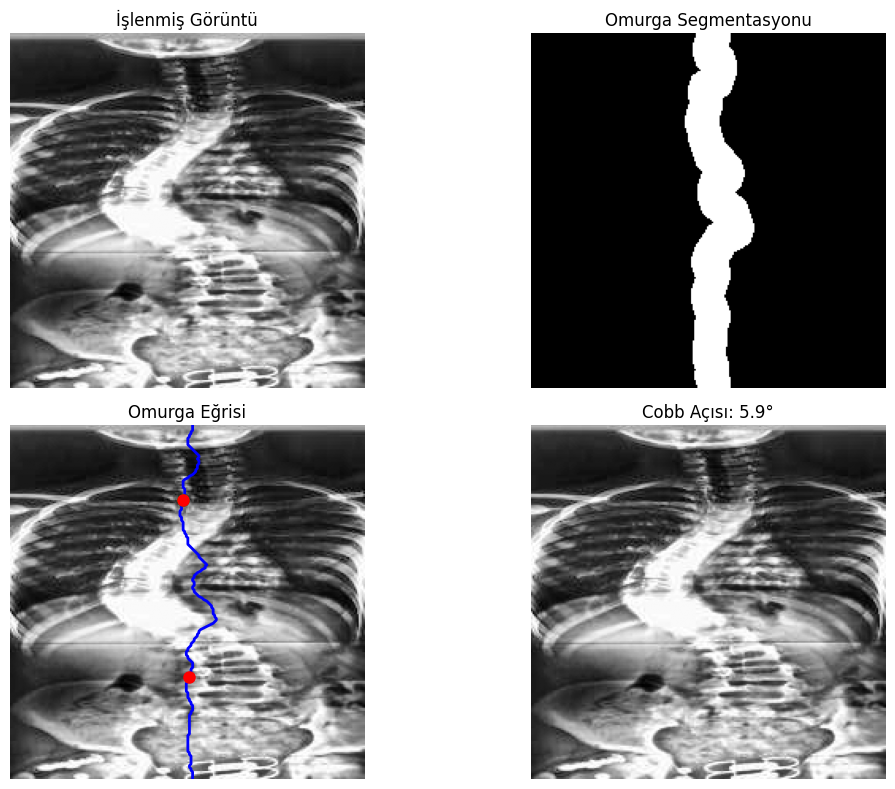 İşlenmiş Görüntü
Omurga Segmentasyonu
Omurga Eğrisi
Cobb Açısı: 5.9°